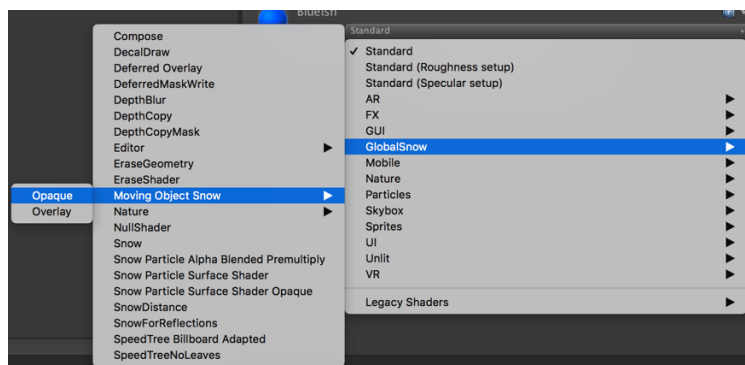 Blueish
Standard
✓ Standard
Standard (Roughness setup)
Standard (Specular setup)
AR
FX
GUI
GlobalSnow
Mobile
Nature
Particles
Skybox
Sprites
UI
Unlit
VR
Legacy Shaders
Compose
DecalDraw
Deferred Overlay
DeferredMaskWrite
DepthBlur
DepthCopy
DepthCopyMask
Editor
EraseGeometry
EraseShader
Moving Object Snow
Nature
NullShader
Snow
Snow Particle Alpha Blended Premultiply
Snow Particle Surface Shader
Snow Particle Surface Shader Opaque
SnowDistance
SnowForReflections
SpeedTree Billboard Adapted
SpeedTreeNoLeaves
Opaque
Overlay